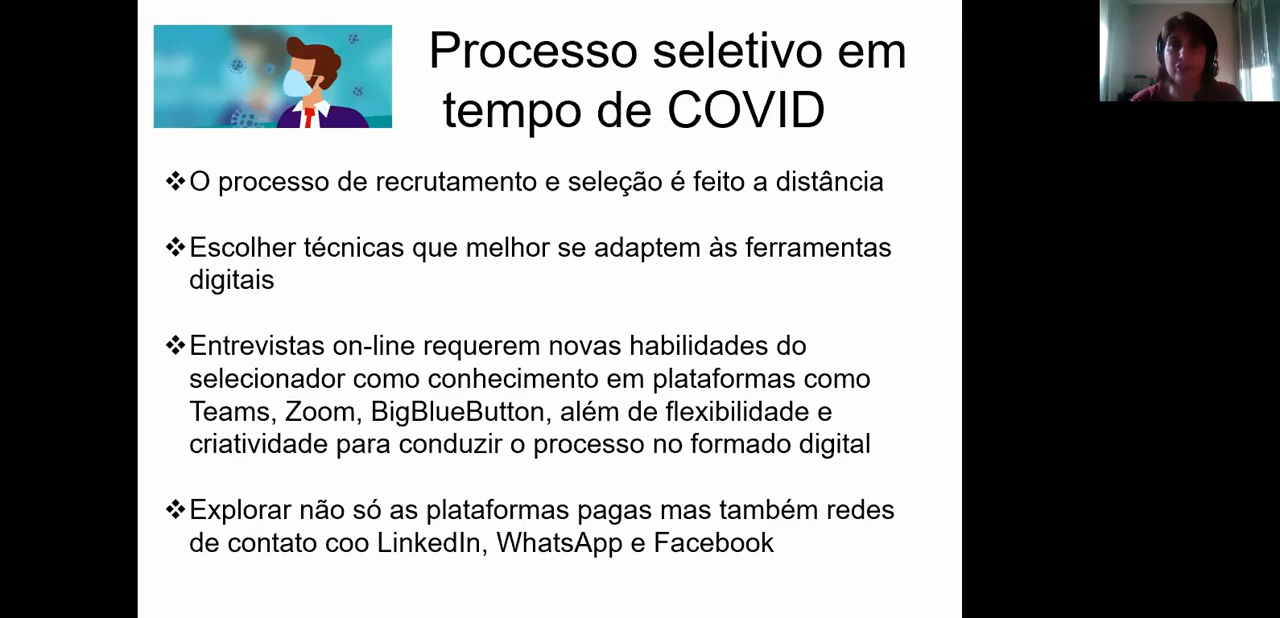 Processo seletivo em
tempo de COVID
❖O processo de recrutamento e seleção é feito a distância
❖Escolher técnicas que melhor se adaptem às ferramentas
digitais
❖Entrevistas on-line requerem novas habilidades do
selecionador como conhecimento em plataformas como
Teams, Zoom, BigBlueButton, além de flexibilidade e
criatividade para conduzir o processo no formado digital
❖Explorar não só as plataformas pagas mas também redes
de contato coo LinkedIn, WhatsApp e Facebook